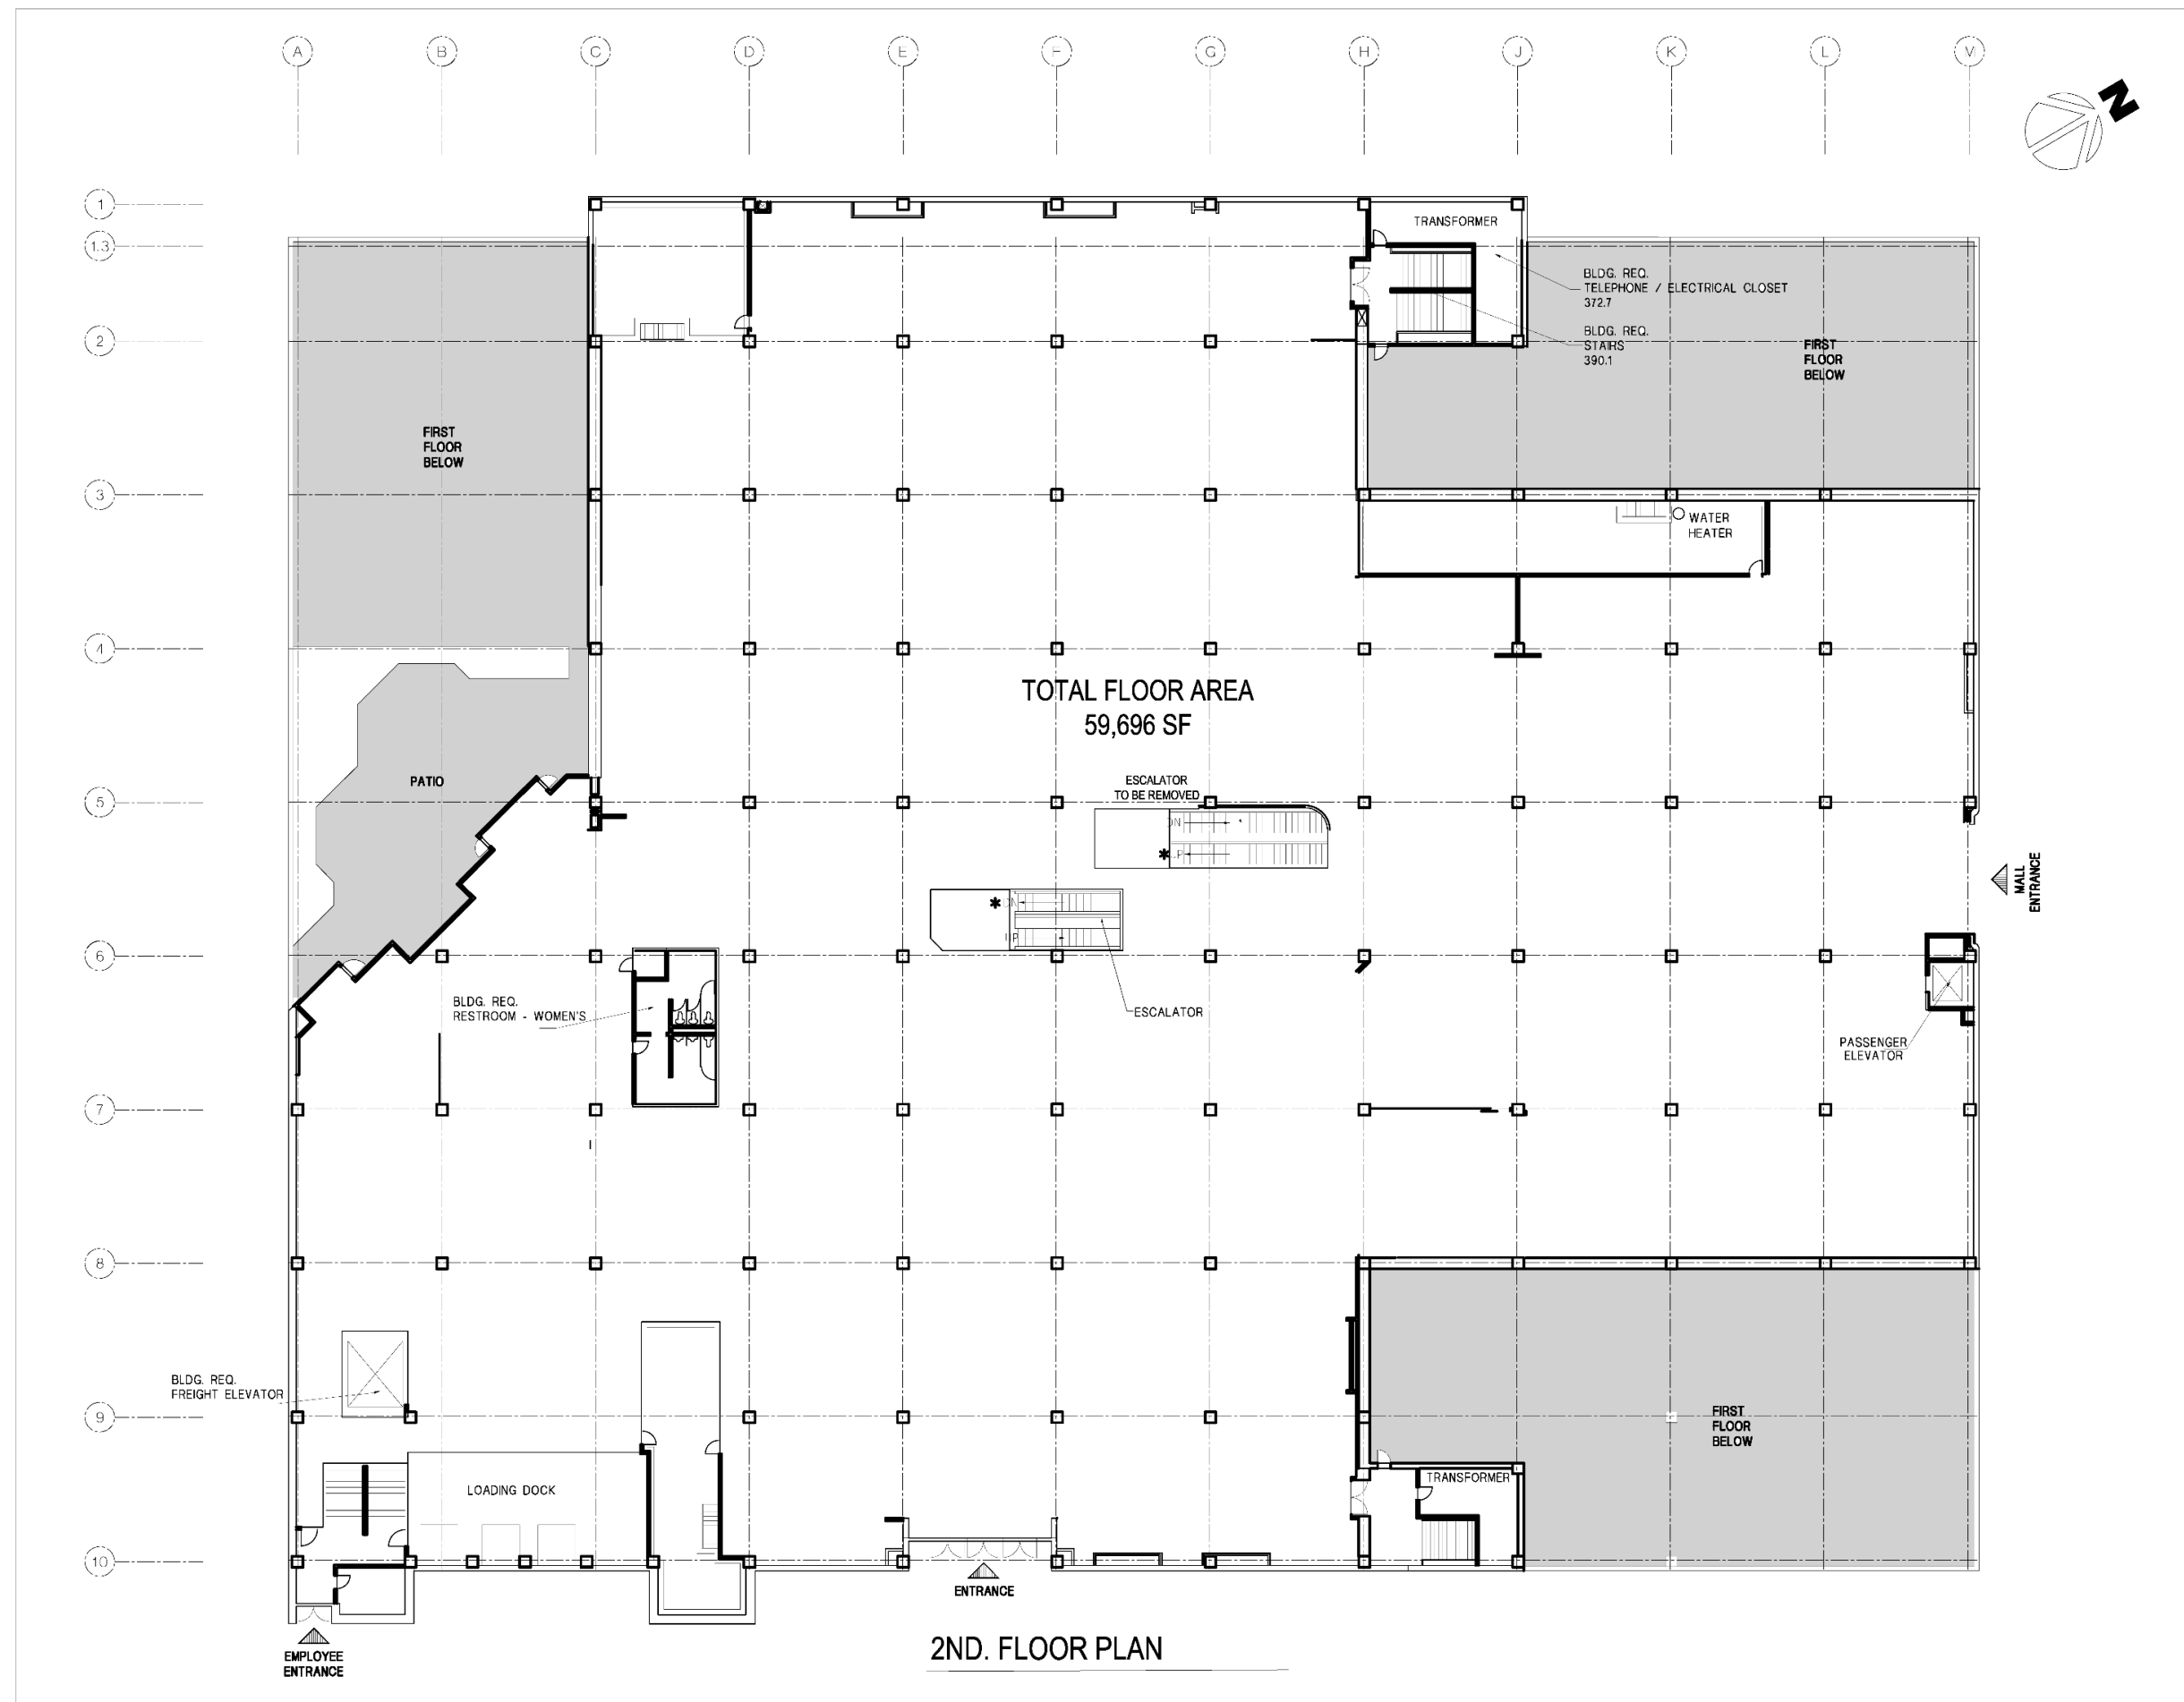 A B C D E F G H J K L M
N
1
1.3
2
3
4
5
6
7
8
9
10
TRANSFORMER
BLDG. REQ.
TELEPHONE / ELECTRICAL CLOSET
372.7
BLDG. REQ.
STAIRS
390.1
FIRST
FLOOR
BELOW
FIRST
FLOOR
BELOW
WATER
HEATER
TOTAL FLOOR AREA
59,696 SF
PATIO
ESCALATOR
TO BE REMOVED
DN
*UP
*DN
UP
ESCALATOR
MALL
ENTRANCE
BLDG. REQ.
RESTROOM - WOMEN'S
PASSENGER
ELEVATOR
BLDG. REQ.
FREIGHT ELEVATOR
FIRST
FLOOR
BELOW
LOADING DOCK
TRANSFORMER
ENTRANCE
EMPLOYEE
ENTRANCE
2ND. FLOOR PLAN